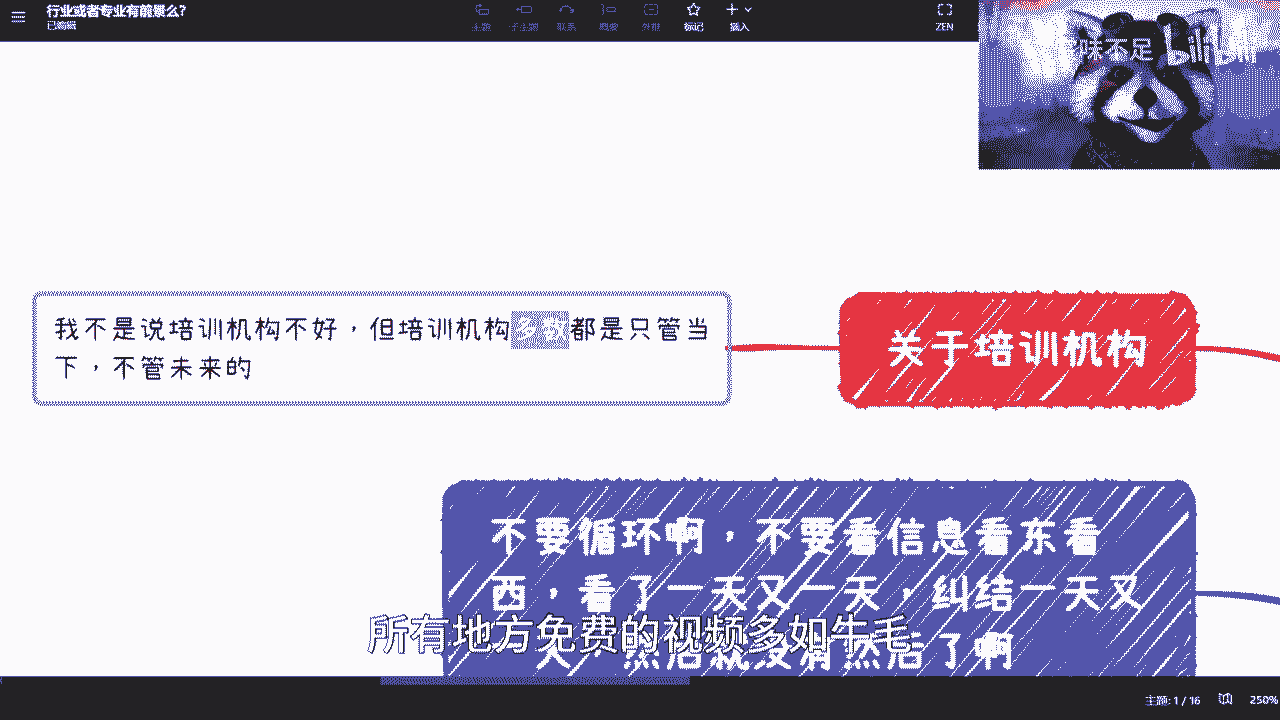 行业或者专业有前景么?
已编辑
主题
子主题
联系
概要
外框
标记
插入
ZEN
味不足
我不是说培训机构不好，但培训机构多数都是只管当
下，不管未来的
关于培训机构
不要循环啊，不要看信息看东看
西，看了一天又一天，纠结一天又
天，然后就没有然后了啊
所有地方免费的视频多如牛毛
主题: 1 / 16
250%